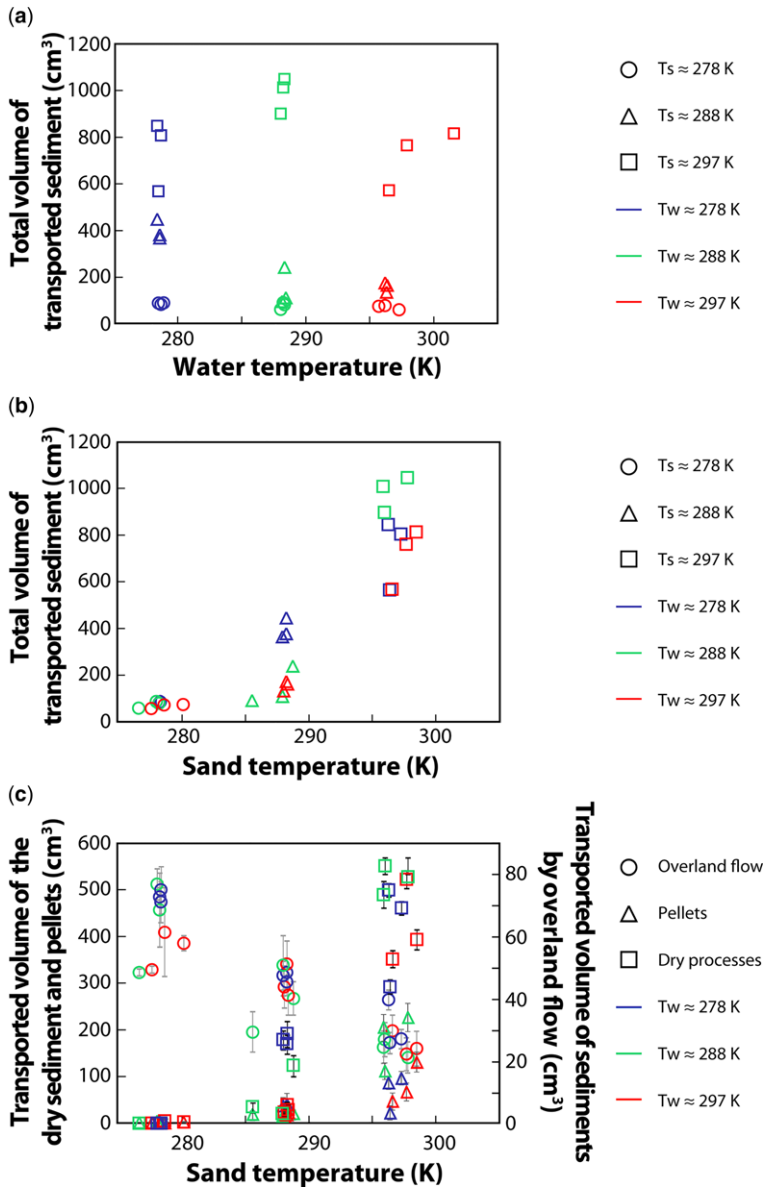 (a)
Total volume of
transported sediment (cm³)
1200
1000
800
600
400
200
0
280
290
300
Water temperature (K)
Ts ≈ 278 K
Ts ≈ 288 K
Ts ≈ 297 K
Tw ≈ 278 K
Tw ≈ 288 K
Tw ≈ 297 K
(b)
Total volume of
transported sediment (cm³)
1200
1000
800
600
400
200
0
280
290
300
Sand temperature (K)
Ts ≈ 278 K
Ts ≈ 288 K
Ts ≈ 297 K
Tw ≈ 278 K
Tw ≈ 288 K
Tw ≈ 297 K
(c)
Transported volume of the
dry sediment and pellets (cm³)
600
500
400
300
200
100
0
280
290
300
Sand temperature (K)
80
60
40
20
0
Transported volume of sediments
by overland flow (cm³)
Overland flow
Pellets
Dry processes
Tw ≈ 278 K
Tw ≈ 288 K
Tw ≈ 297 K